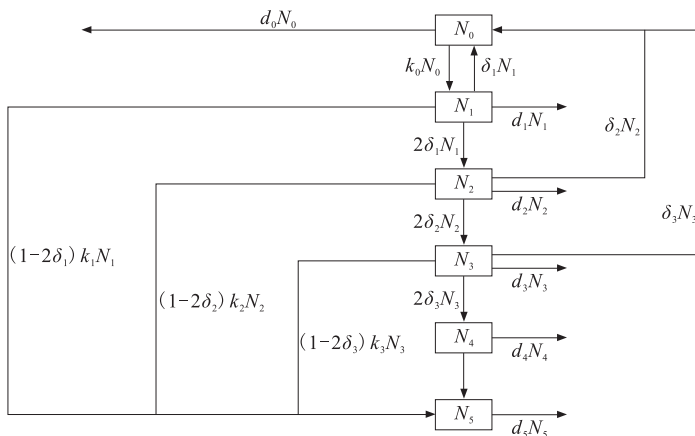 d₀N₀
N₀
k₀N₀
δ₁N₁
N₁
d₁N₁
δ₂N₂
2δ₁N₁
N₂
d₂N₂
δ₃N₃
2δ₂N₂
(1-2δ₁) k₁N₁
N₃
d₃N₃
(1-2δ₂) k₂N₂
2δ₃N₃
(1-2δ₃) k₃N₃
N₄
d₄N₄
N₅
d₅N₅